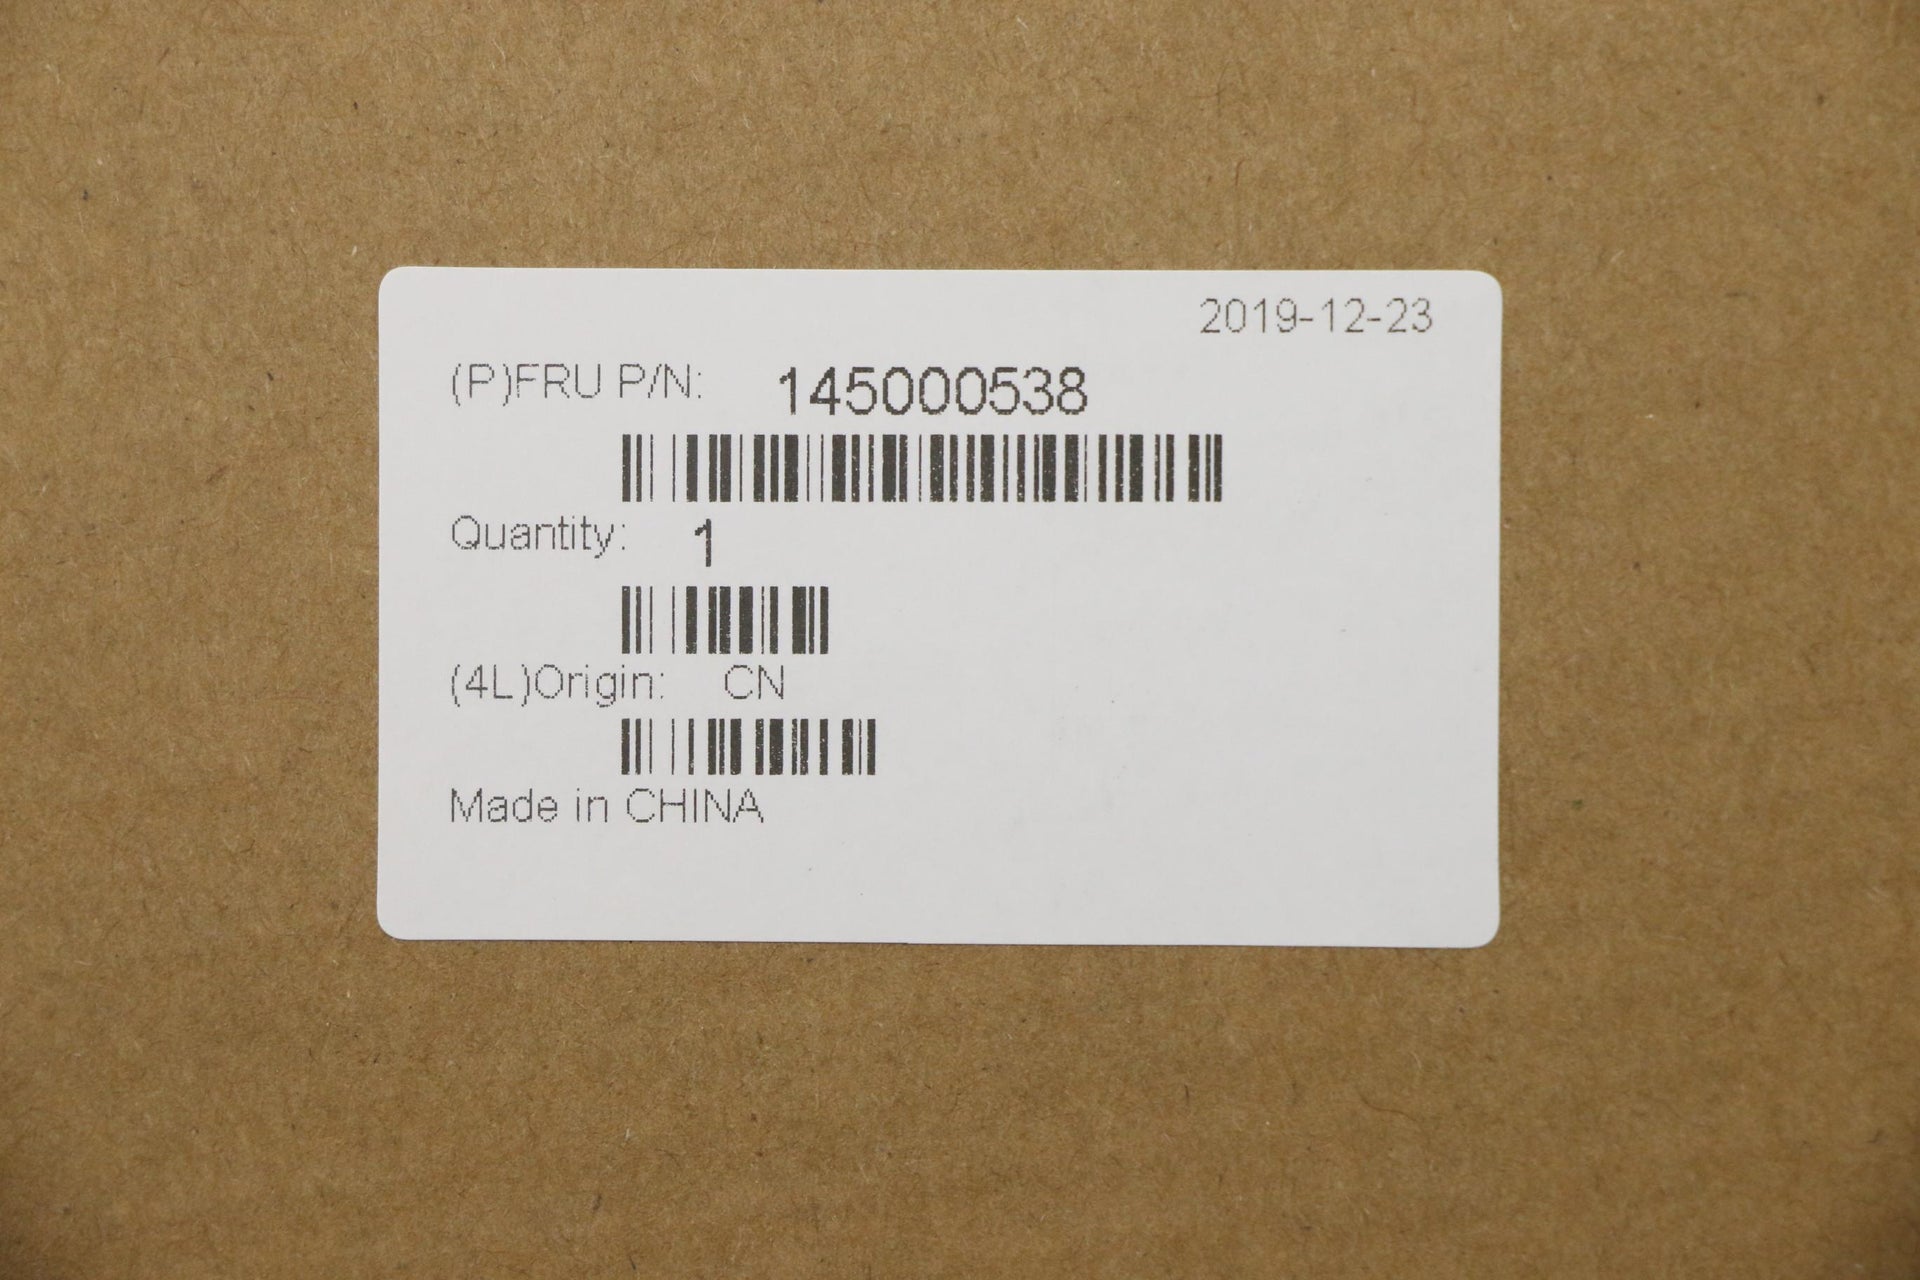 2019-12-23
(P)FRU P/N: 145000538
Quantity: 1
(4L)Origin: CN
Made in CHINA